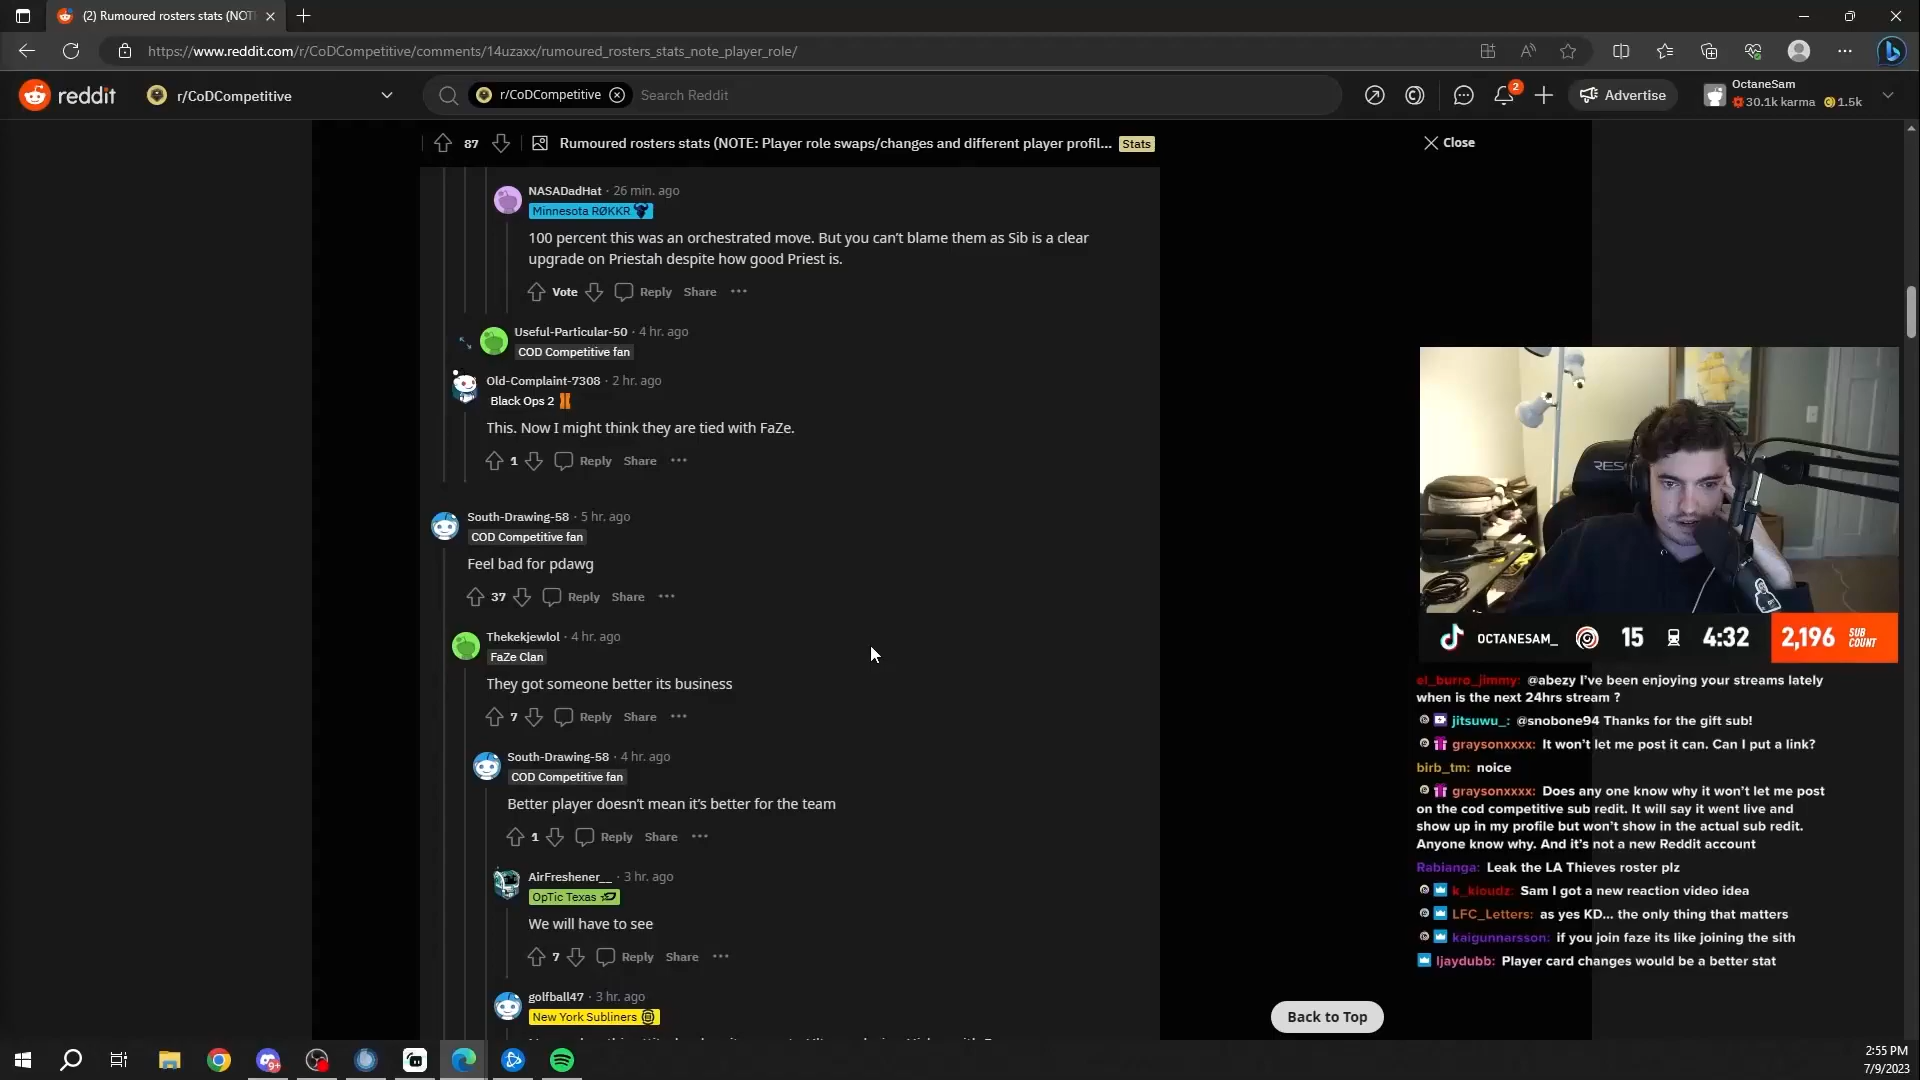 (2) Rumoured rosters stats (NOT
https://www.reddit.com/r/CoDCompetitive/comments/14uzaxx/rumoured_rosters_stats_note_player_role/
reddit
r/CoDCompetitive
r/CoDCompetitive
Search Reddit
2
Advertise
OctaneSam
30.1k karma
1.5k
87
Rumoured rosters stats (NOTE: Player role swaps/changes and different player profil...
Stats
Close
NASADadHat · 26 min. ago
Minnesota RØKKR
100 percent this was an orchestrated move. But you can't blame them as Sib is a clear
upgrade on Priestah despite how good Priest is.
Vote
Reply
Share
Useful-Particular-50 · 4 hr. ago
COD Competitive fan
Old-Complaint-7308 · 2 hr. ago
Black Ops 2
This. Now I might think they are tied with FaZe.
1
Reply
Share
South-Drawing-58 · 5 hr. ago
COD Competitive fan
Feel bad for pdawg
37
Reply
Share
Thekekjewlol · 4 hr. ago
FaZe Clan
They got someone better its business
7
Reply
Share
South-Drawing-58 · 4 hr. ago
COD Competitive fan
Better player doesn't mean it's better for the team
1
Reply
Share
AirFreshener__ · 3 hr. ago
OpTic Texas
We will have to see
7
Reply
Share
golfball47 · 3 hr. ago
New York Subliners
Back to Top
RES
OCTANESAM_
15
4:32
2,196 SUB COUNT
el_burro_jimmy: @abezy I've been enjoying your streams lately
when is the next 24hrs stream ?
jitsuwu_: @snobone94 Thanks for the gift sub!
graysonxxxx: It won't let me post it can. Can I put a link?
birb_tm: noice
graysonxxxx: Does any one know why it won't let me post
on the cod competitive sub redit. It will say it went live and
show up in my profile but won't show in the actual sub redit.
Anyone know why. And it's not a new Reddit account
Rabianga: Leak the LA Thieves roster plz
k_kloudz: Sam I got a new reaction video idea
LFC_Letters: as yes KD... the only thing that matters
kaigunnarsson: if you join faze its like joining the sith
ljaydubb: Player card changes would be a better stat
9+
2:55 PM
7/9/2023